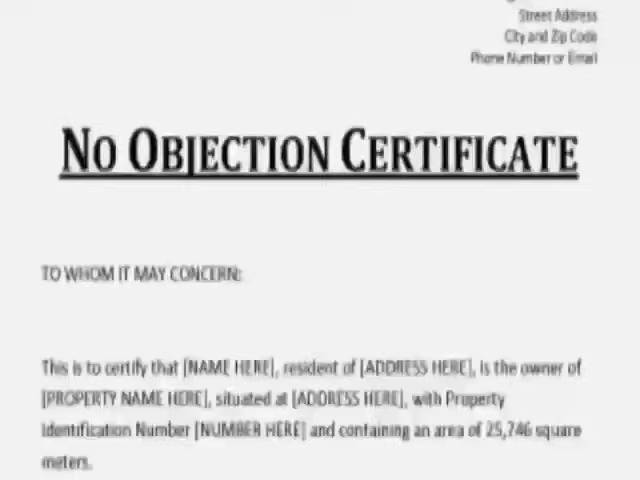 Street Address
City and Zip Code
Phone Number or Email
NO OBJECTION CERTIFICATE
TO WHOM IT MAY CONCERN:
This is to certify that [NAME HERE], resident of [ADDRESS HERE], is the owner of
[PROPERTY NAME HERE], situated at [ADDRESS HERE], with Property
Identification Number [NUMBER HERE] and containing an area of 25,746 square
meters.